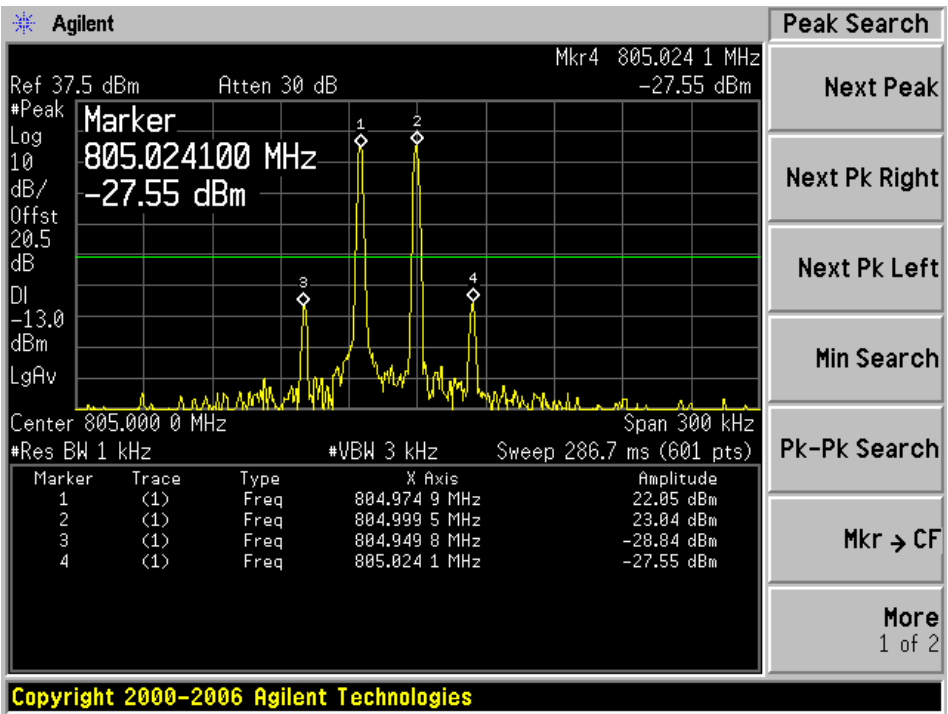 Agilent
Peak Search
Mkr4 805.024 1 MHz
Ref 37.5 dBm Atten 30 dB -27.55 dBm
#Peak
Log
10
dB/
Offst
20.5
dB
DI
-13.0
dBm
LgAv
Marker
805.024100 MHz
-27.55 dBm
1
2
3
4
Center 805.000 0 MHz Span 300 kHz
#Res BW 1 kHz #VBW 3 kHz Sweep 286.7 ms (601 pts)
Marker Trace Type X Axis Amplitude
1 (1) Freq 804.974 9 MHz 22.05 dBm
2 (1) Freq 804.999 5 MHz 23.04 dBm
3 (1) Freq 804.949 8 MHz -28.84 dBm
4 (1) Freq 805.024 1 MHz -27.55 dBm
Next Peak
Next Pk Right
Next Pk Left
Min Search
Pk-Pk Search
Mkr → CF
More
1 of 2
Copyright 2000-2006 Agilent Technologies